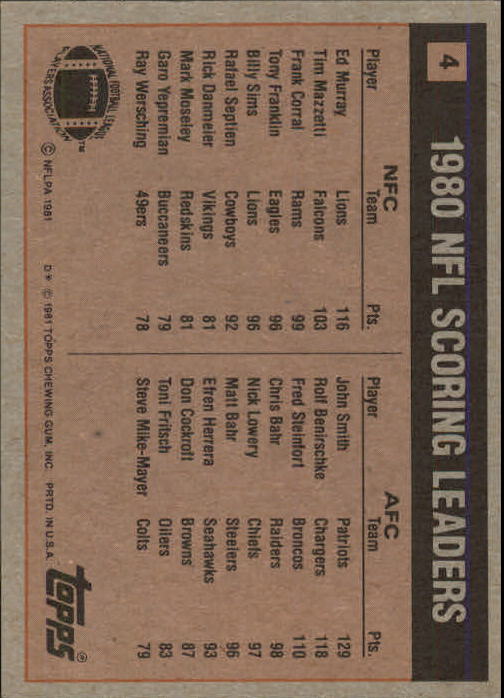 4
1980 NFL SCORING LEADERS
NFC
Player Team Pts.
Ed Murray Lions 116
Tim Mazzetti Falcons 103
Frank Corral Rams 99
Tony Franklin Eagles 96
Billy Sims Lions 96
Rafael Septien Cowboys 92
Rick Danmeier Vikings 81
Mark Moseley Redskins 81
Garo Yepremian Buccaneers 79
Ray Wersching 49ers 78
AFC
Player Team Pts.
John Smith Patriots 129
Rolf Benirschke Chargers 118
Fred Steinfort Broncos 110
Chris Bahr Raiders 98
Nick Lowery Chiefs 97
Matt Bahr Steelers 96
Efren Herrera Seahawks 93
Don Cockroft Browns 87
Toni Fritsch Oilers 83
Steve Mike-Mayer Colts 79
NATIONAL FOOTBALL LEAGUE
PLAYERS ASSOCIATION
TM
© NFLPA 1981
D* © 1981 TOPPS CHEWING GUM, INC. PRTD. IN U.S.A.
topps®